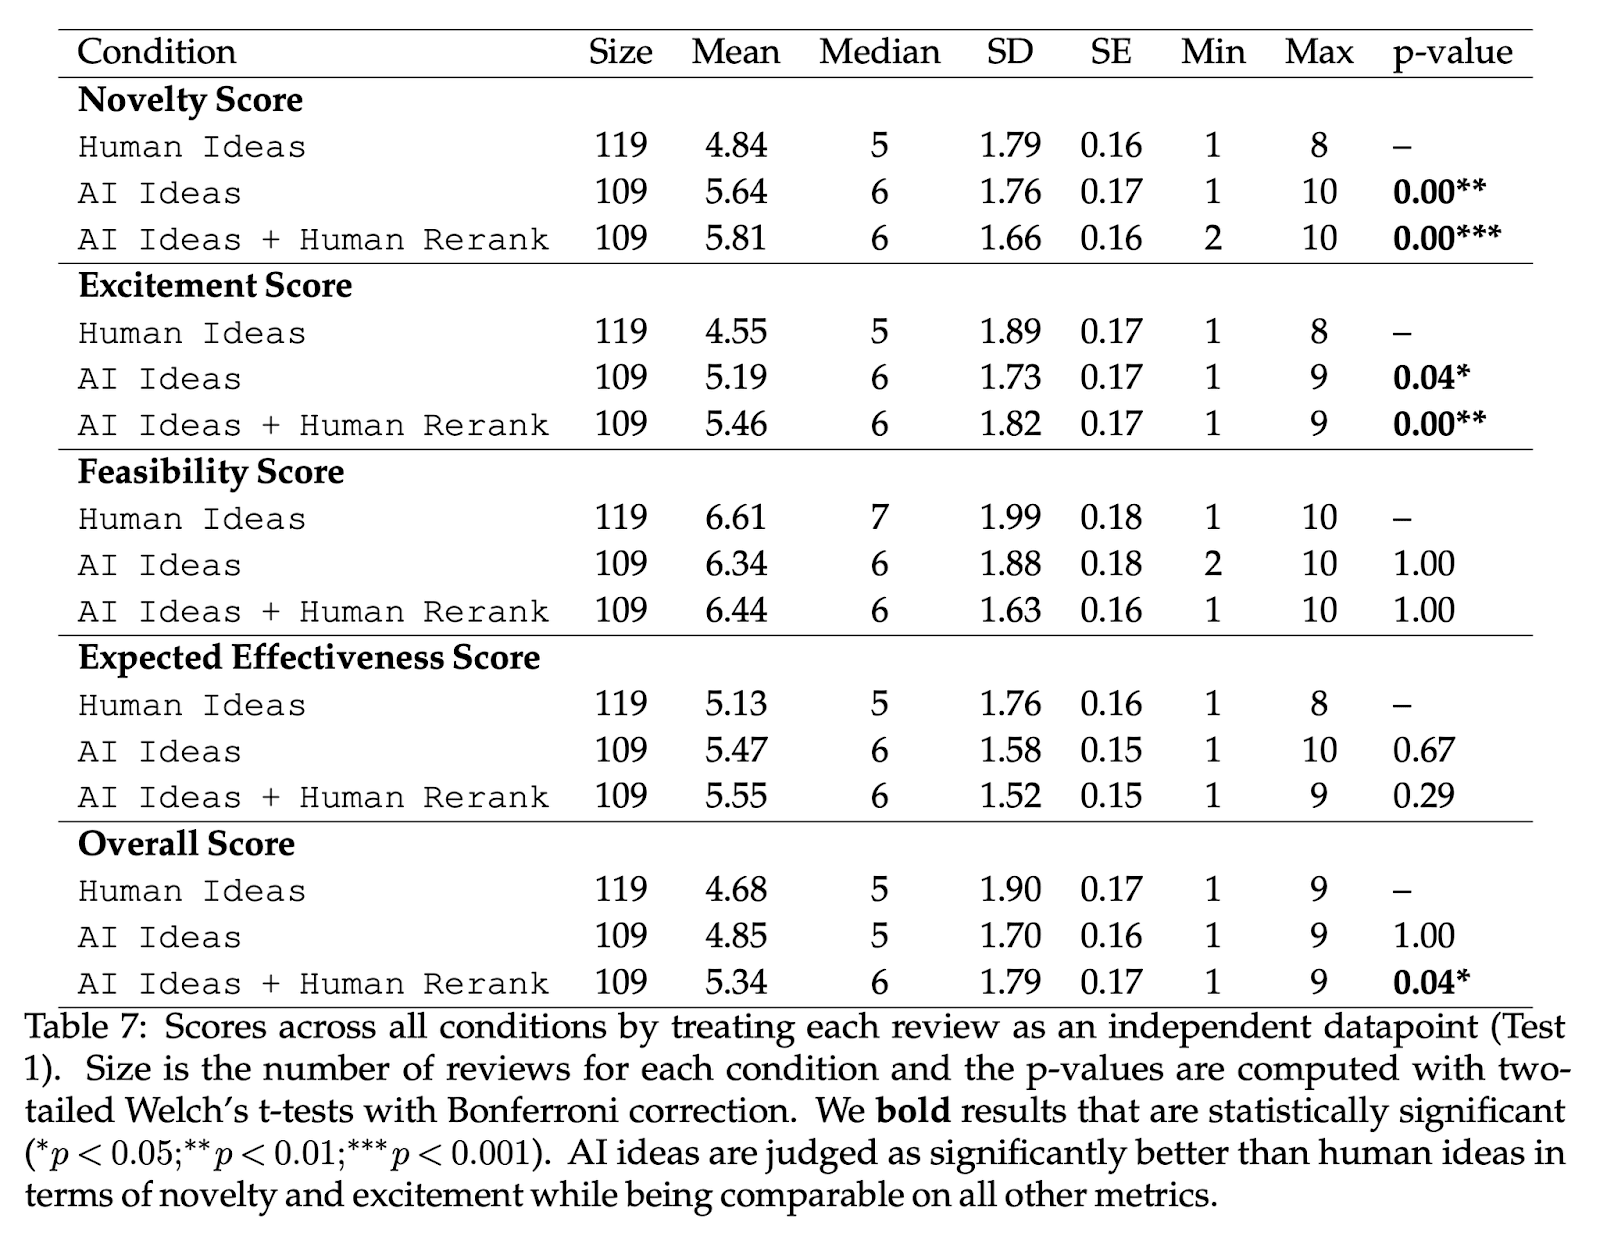 Condition Size Mean Median SD SE Min Max p-value
Novelty Score
Human Ideas 119 4.84 5 1.79 0.16 1 8 –
AI Ideas 109 5.64 6 1.76 0.17 1 10 0.00**
AI Ideas + Human Rerank 109 5.81 6 1.66 0.16 2 10 0.00***
Excitement Score
Human Ideas 119 4.55 5 1.89 0.17 1 8 –
AI Ideas 109 5.19 6 1.73 0.17 1 9 0.04*
AI Ideas + Human Rerank 109 5.46 6 1.82 0.17 1 9 0.00**
Feasibility Score
Human Ideas 119 6.61 7 1.99 0.18 1 10 –
AI Ideas 109 6.34 6 1.88 0.18 2 10 1.00
AI Ideas + Human Rerank 109 6.44 6 1.63 0.16 1 10 1.00
Expected Effectiveness Score
Human Ideas 119 5.13 5 1.76 0.16 1 8 –
AI Ideas 109 5.47 6 1.58 0.15 1 10 0.67
AI Ideas + Human Rerank 109 5.55 6 1.52 0.15 1 9 0.29
Overall Score
Human Ideas 119 4.68 5 1.90 0.17 1 9 –
AI Ideas 109 4.85 5 1.70 0.16 1 9 1.00
AI Ideas + Human Rerank 109 5.34 6 1.79 0.17 1 9 0.04*
Table 7: Scores across all conditions by treating each review as an independent datapoint (Test
1). Size is the number of reviews for each condition and the p-values are computed with two-
tailed Welch's t-tests with Bonferroni correction. We bold results that are statistically significant
(*p < 0.05;**p < 0.01;***p < 0.001). AI ideas are judged as significantly better than human ideas in
terms of novelty and excitement while being comparable on all other metrics.